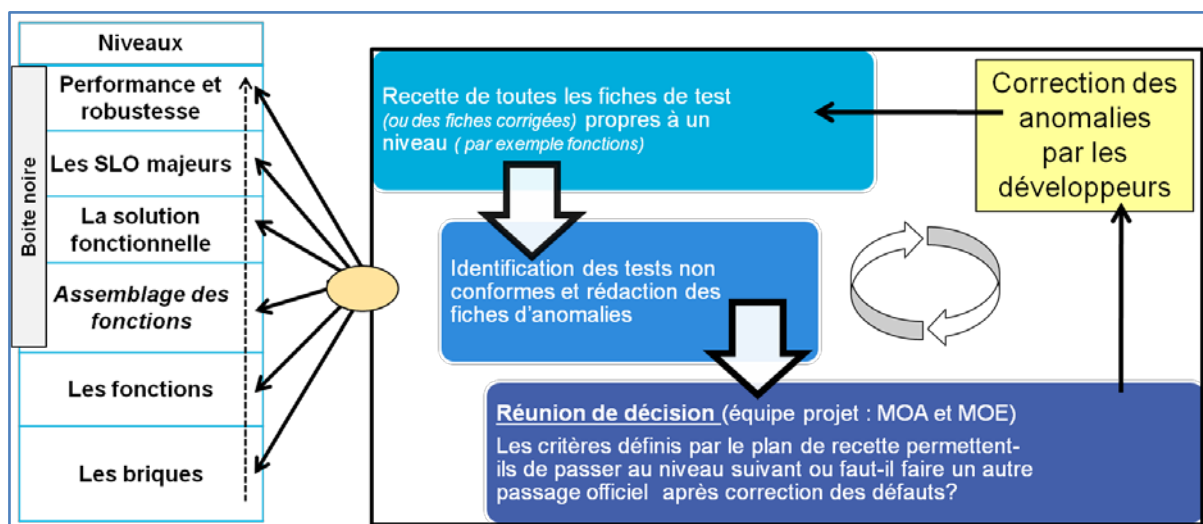 Niveaux
Boite noire
Performance et
robustesse
Les SLO majeurs
La solution
fonctionnelle
Assemblage des
fonctions
Les fonctions
Les briques
Recette de toutes les fiches de test
(ou des fiches corrigées) propres à un
niveau ( par exemple fonctions)
Identification des tests non
conformes et rédaction des
fiches d'anomalies
Réunion de décision (équipe projet : MOA et MOE)
Les critères définis par le plan de recette permettent-
ils de passer au niveau suivant ou faut-il faire un autre
passage officiel après correction des défauts?
Correction des
anomalies
par les
développeurs